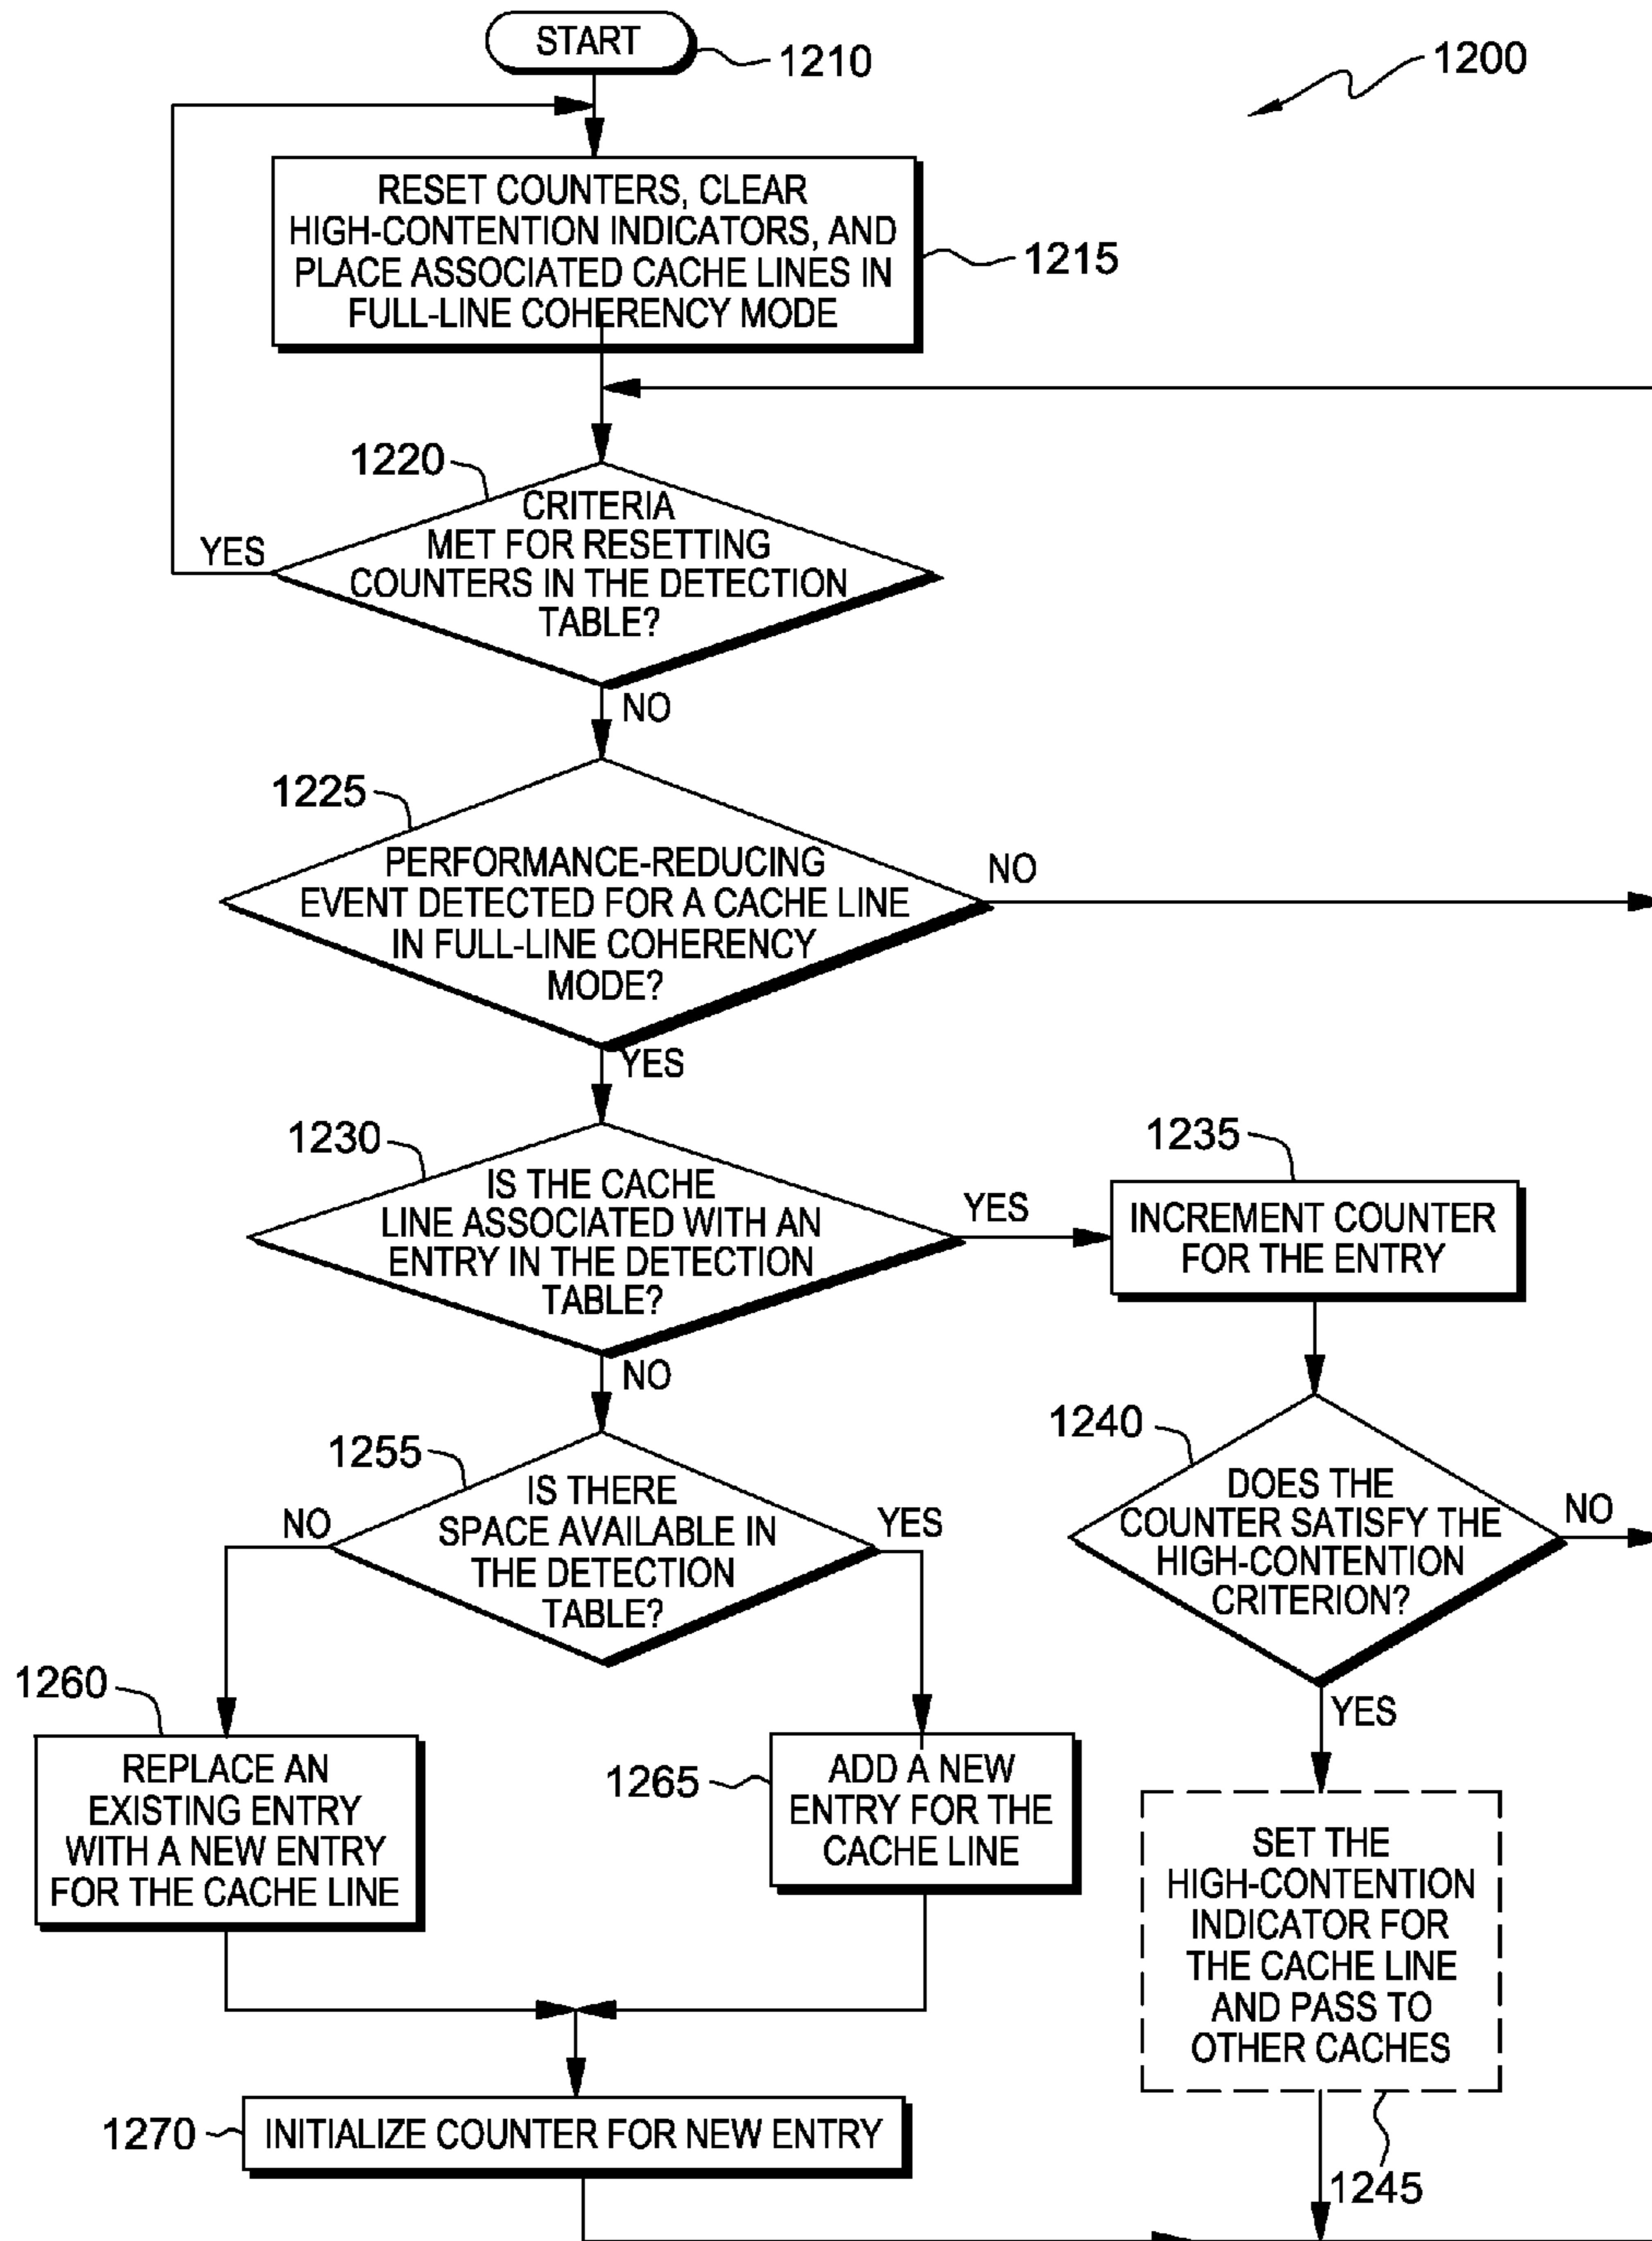 START
1210
1200
RESET COUNTERS, CLEAR
HIGH-CONTENTION INDICATORS, AND
PLACE ASSOCIATED CACHE LINES IN
FULL-LINE COHERENCY MODE
1215
1220
CRITERIA
MET FOR RESETTING
COUNTERS IN THE DETECTION
TABLE?
YES
NO
1225
PERFORMANCE-REDUCING
EVENT DETECTED FOR A CACHE LINE
IN FULL-LINE COHERENCY
MODE?
NO
YES
1230
IS THE CACHE
LINE ASSOCIATED WITH AN
ENTRY IN THE DETECTION
TABLE?
YES
NO
1235
INCREMENT COUNTER
FOR THE ENTRY
1240
DOES THE
COUNTER SATISFY THE
HIGH-CONTENTION
CRITERION?
NO
YES
1255
IS THERE
SPACE AVAILABLE IN
THE DETECTION
TABLE?
NO
YES
1260
REPLACE AN
EXISTING ENTRY
WITH A NEW ENTRY
FOR THE CACHE LINE
1265
ADD A NEW
ENTRY FOR THE
CACHE LINE
SET THE
HIGH-CONTENTION
INDICATOR FOR
THE CACHE LINE
AND PASS TO
OTHER CACHES
1245
1270
INITIALIZE COUNTER FOR NEW ENTRY